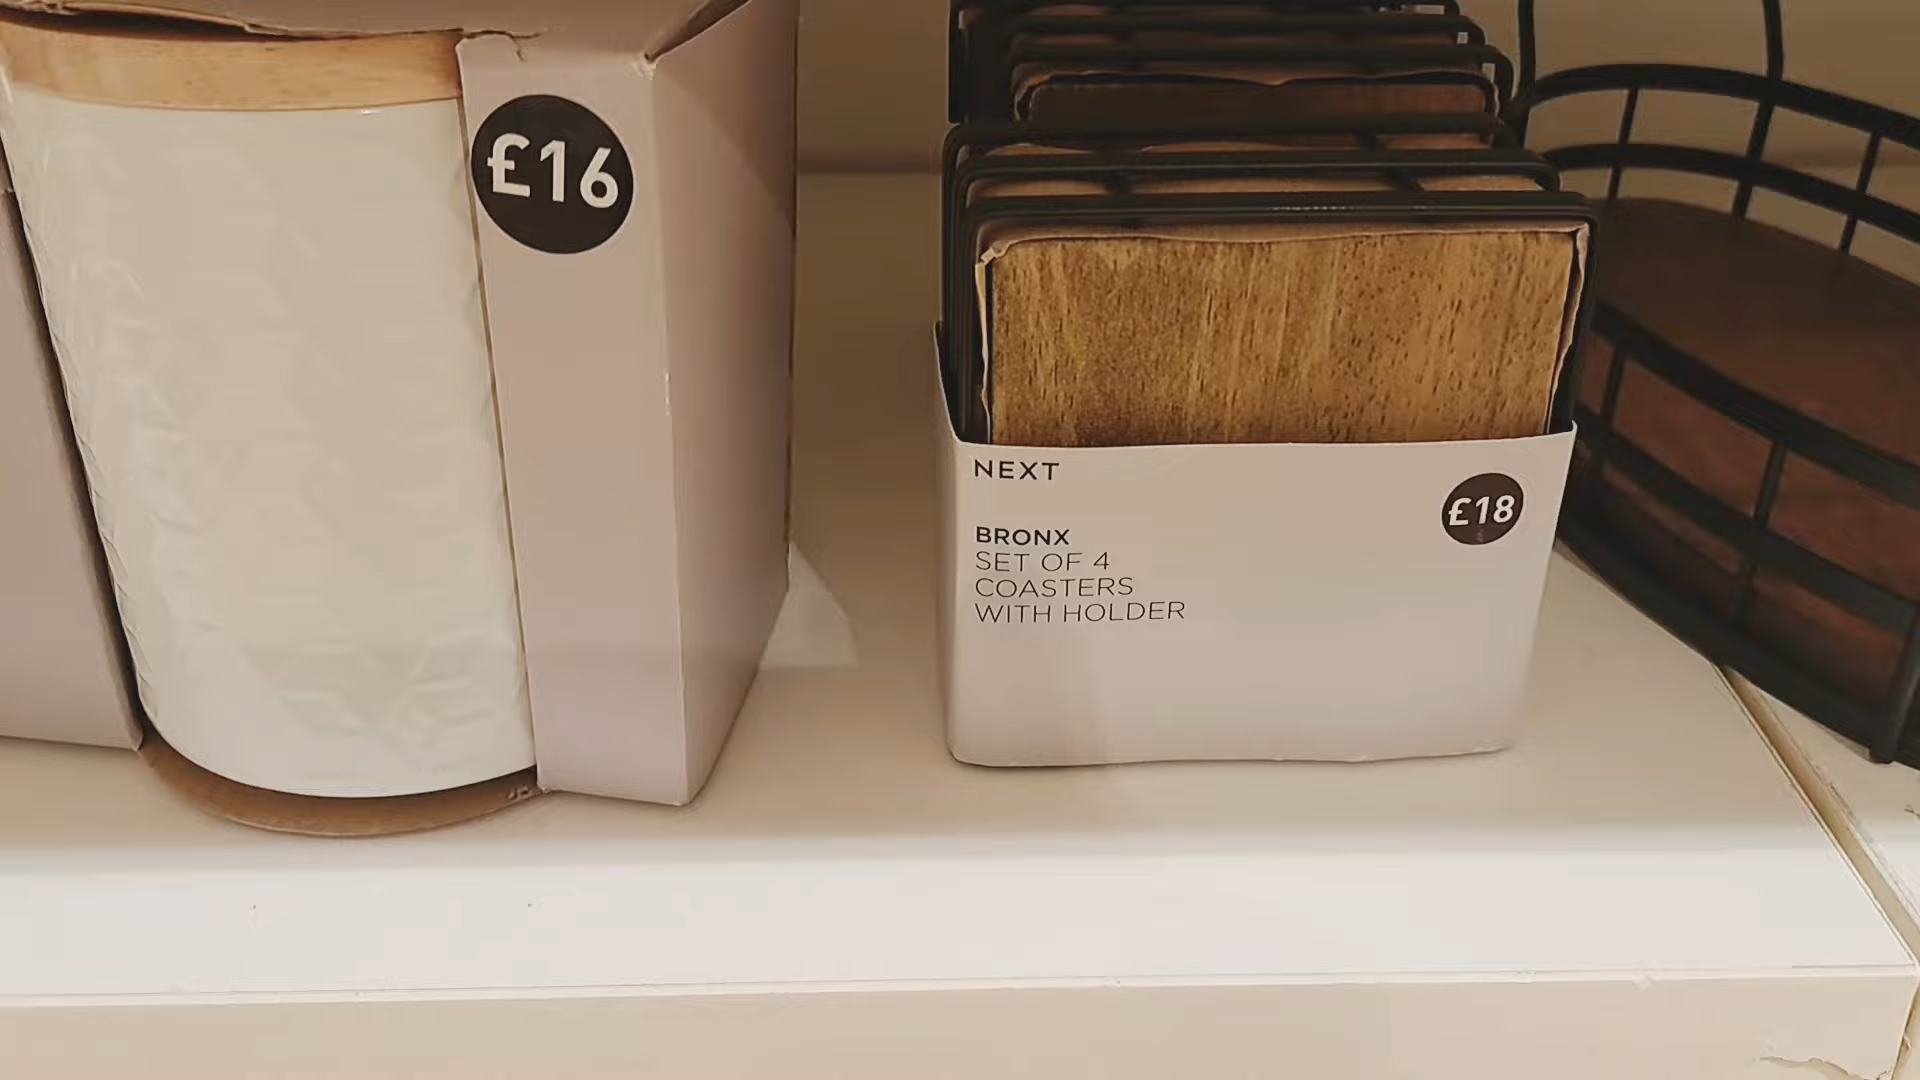 £16
NEXT
£18
BRONX
SET OF 4
COASTERS
WITH HOLDER